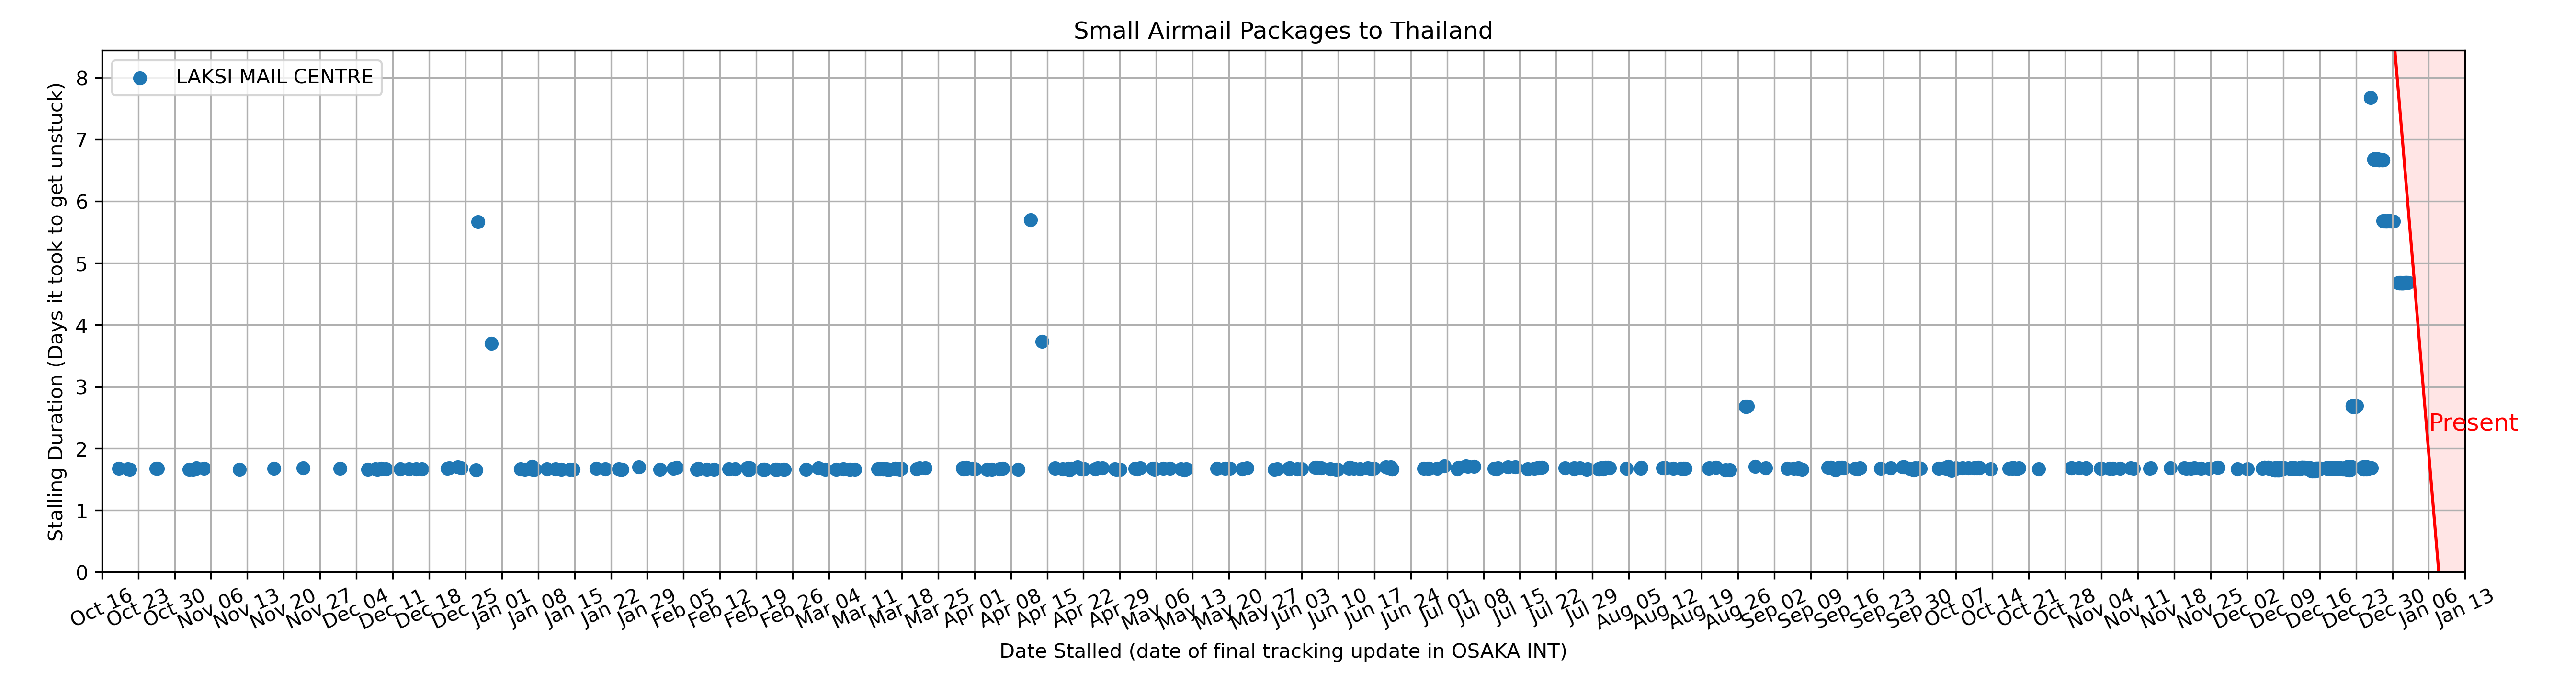 Small Airmail Packages to Thailand
LAKSI MAIL CENTRE
Stalling Duration (Days it took to get unstuck)
8
7
6
5
4
3
2
1
0
Present
Oct 16 Oct 23 Oct 30 Nov 06 Nov 13 Nov 20 Nov 27 Dec 04 Dec 11 Dec 18 Dec 25 Jan 01 Jan 08 Jan 15 Jan 22 Jan 29 Feb 05 Feb 12 Feb 19 Feb 26 Mar 04 Mar 11 Mar 18 Mar 25 Apr 01 Apr 08 Apr 15 Apr 22 Apr 29 May 06 May 13 May 20 May 27 Jun 03 Jun 10 Jun 17 Jun 24 Jul 01 Jul 08 Jul 15 Jul 22 Jul 29 Aug 05 Aug 12 Aug 19 Aug 26 Sep 02 Sep 09 Sep 16 Sep 23 Sep 30 Oct 07 Oct 14 Oct 21 Oct 28 Nov 04 Nov 11 Nov 18 Nov 25 Dec 02 Dec 09 Dec 16 Dec 23 Dec 30 Jan 06 Jan 13
Date Stalled (date of final tracking update in OSAKA INT)